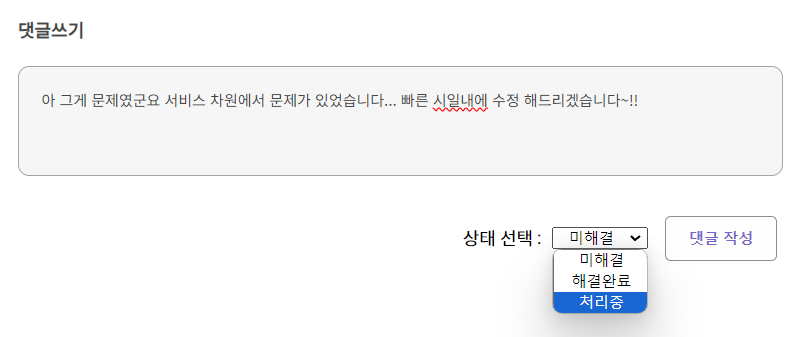 댓글쓰기
아 그게 문제였군요 서비스 차원에서 문제가 있었습니다... 빠른 시일내에 수정 해드리겠습니다~!!
상태 선택 : 미해결 댓글 작성
미해결
해결완료
처리중